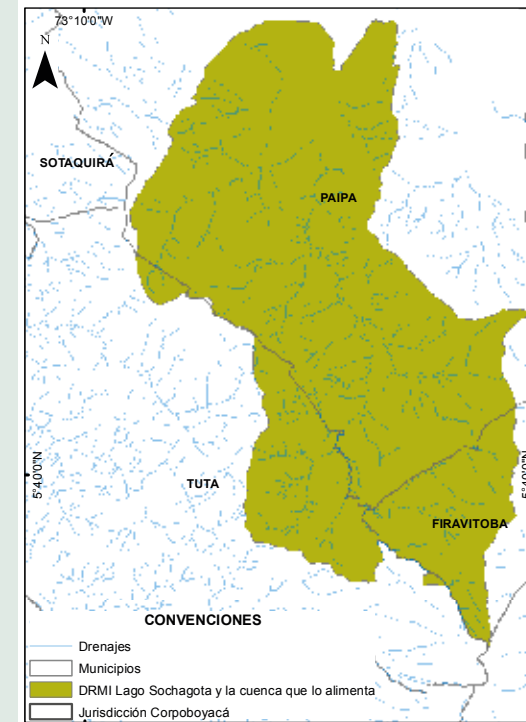 73°10'0"W
N
SOTAQUIRÁ
PAIPA
5°40'0"N
5°40'0"N
TUTA
FIRAVITOBA
CONVENCIONES
Drenajes
Municipios
DRMI Lago Sochagota y la cuenca que lo alimenta
Jurisdicción Corpoboyacá